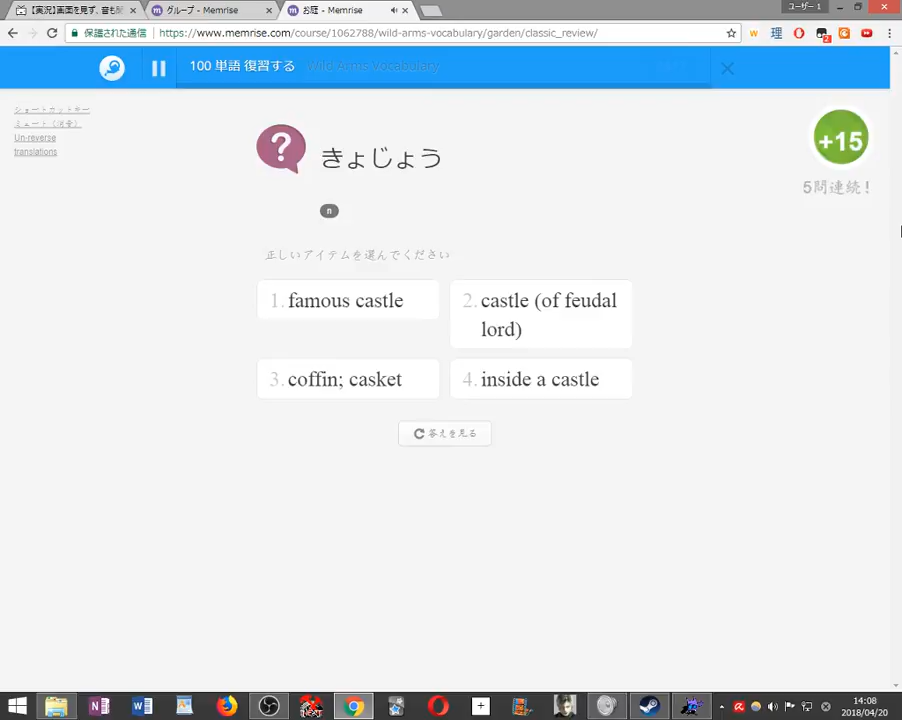 【実況】画面を見ず、音も
グループ - Memrise
お庭 - Memrise
ユーザー 1
保護された通信
https://www.memrise.com/course/1062788/wild-arms-vocabulary/garden/classic_review/
100 単語 復習する
Wild Arms Vocabulary
ショートカットキー
ミュート（消音）
Un-reverse
translations
?
きょじょう
+15
5問連続！
n
正しいアイテムを選んでください
1. famous castle
2. castle (of feudal
lord)
3. coffin; casket
4. inside a castle
答えを見る
14:08
2018/04/20